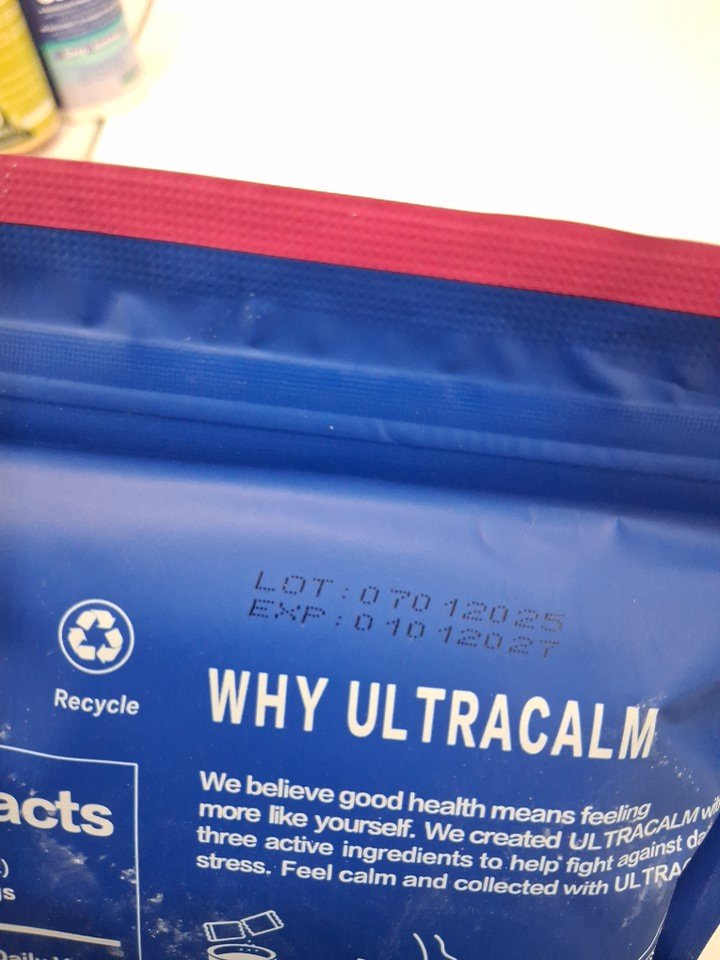 LOT:07012025
EXP:01012027
Recycle
WHY ULTRACALM
We believe good health means feeling
more like yourself. We created ULTRACALM
three active ingredients to help fight against
stress. Feel calm and collected with
acts